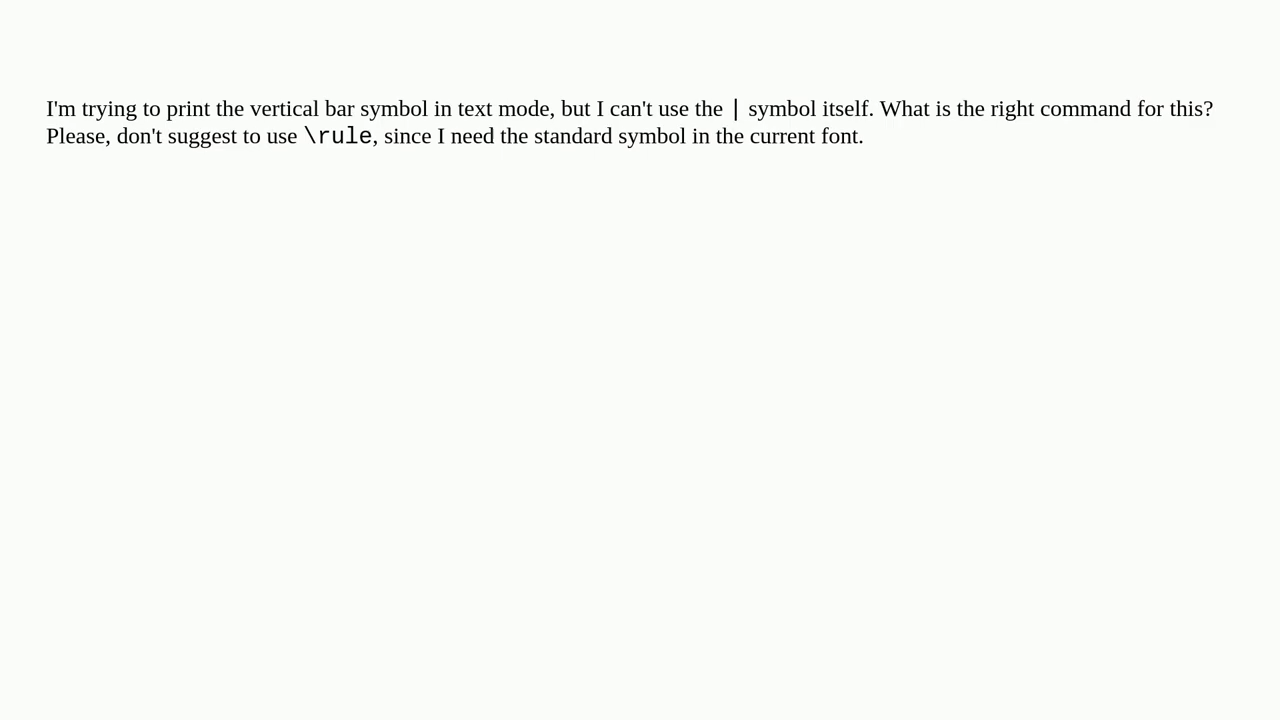 I'm trying to print the vertical bar symbol in text mode, but I can't use the | symbol itself. What is the right command for this?
Please, don't suggest to use \rule, since I need the standard symbol in the current font.